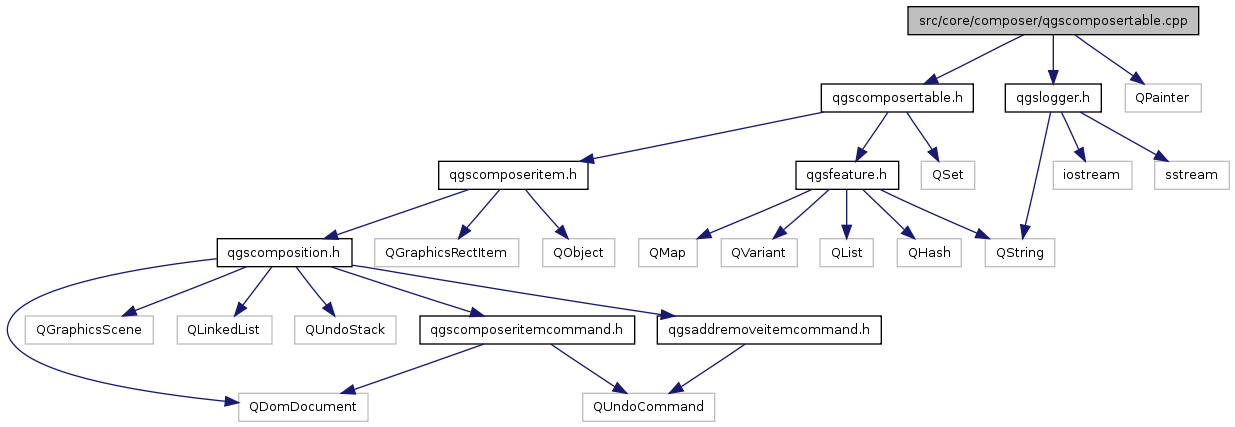 src/core/composer/qgscomposertable.cpp
qgscomposertable.h
qgslogger.h
QPainter
qgscomposeritem.h
qgsfeature.h
QSet
iostream
sstream
qgscomposition.h
QGraphicsRectItem
QObject
QMap
QVariant
QList
QHash
QString
QGraphicsScene
QLinkedList
QUndoStack
qgscomposeritemcommand.h
qgsaddremoveitemcommand.h
QDomDocument
QUndoCommand